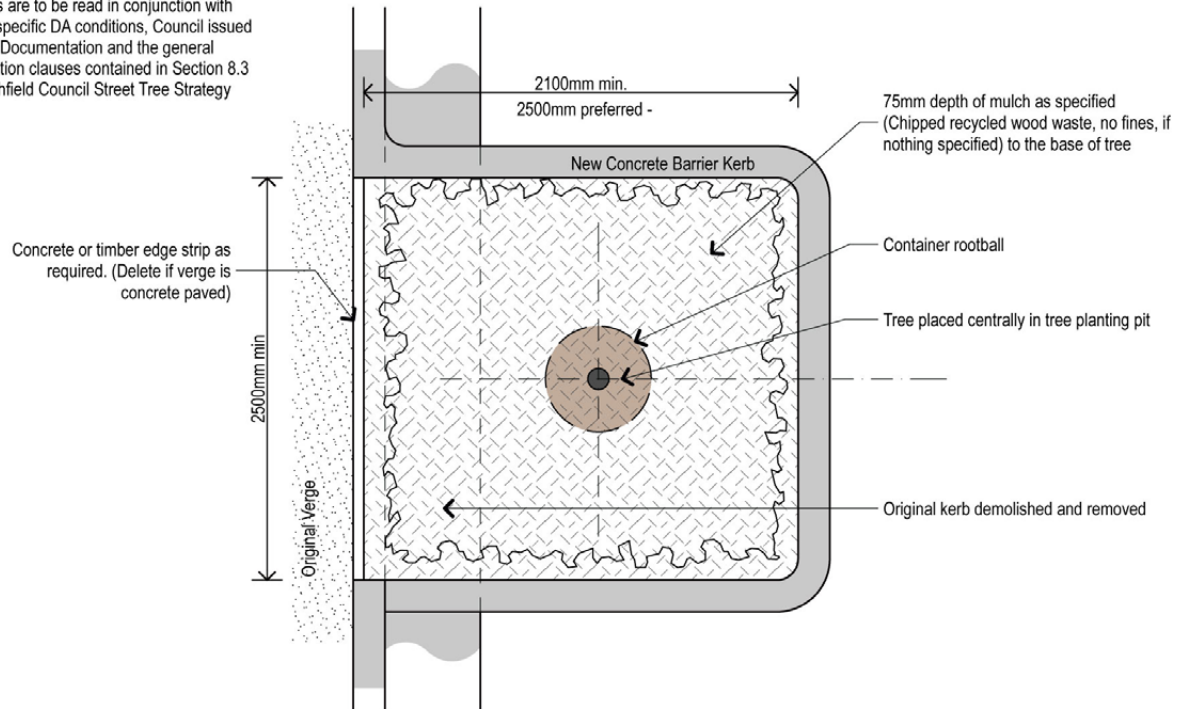 s are to be read in conjunction with
specific DA conditions, Council issued
Documentation and the general
tion clauses contained in Section 8.3
hfield Council Street Tree Strategy
2100mm min.
2500mm preferred -
75mm depth of mulch as specified
(Chipped recycled wood waste, no fines, if
nothing specified) to the base of tree
New Concrete Barrier Kerb
Concrete or timber edge strip as
required. (Delete if verge is
concrete paved)
Container rootball
Tree placed centrally in tree planting pit
2500mm min
Original Verge
Original kerb demolished and removed